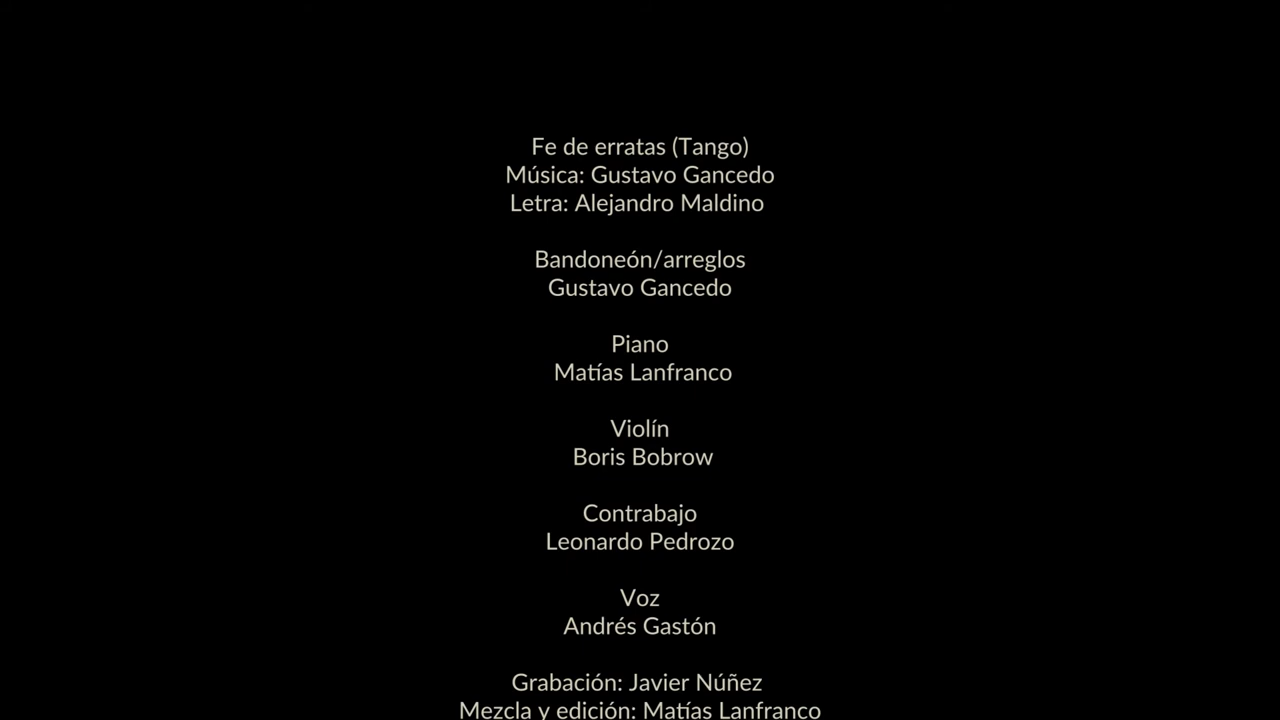 Fe de erratas (Tango)
Música: Gustavo Gancedo
Letra: Alejandro Maldino
Bandoneón/arreglos
Gustavo Gancedo
Piano
Matías Lanfranco
Violín
Boris Bobrow
Contrabajo
Leonardo Pedrozo
Voz
Andrés Gastón
Grabación: Javier Núñez
Mezcla y edición: Matías Lanfranco